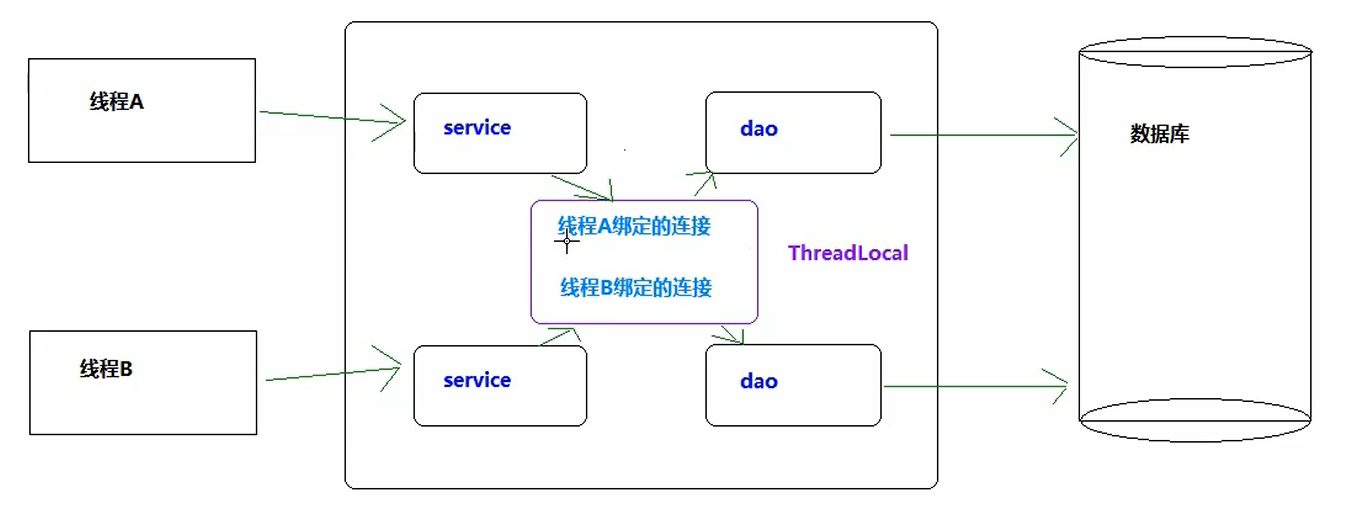 线程A
service
dao
数据库
线程A绑定的连接
ThreadLocal
线程B绑定的连接
线程B
service
dao